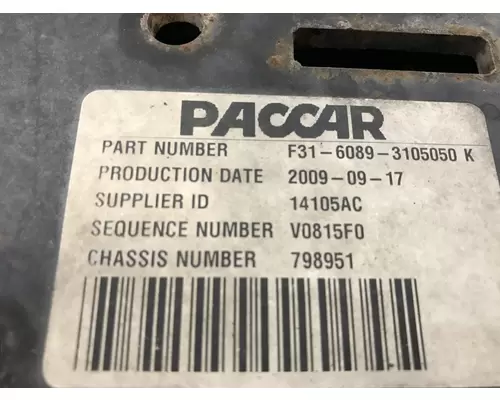 PACCAR
PART NUMBER F31-6089-3105050 K
PRODUCTION DATE 2009-09-17
SUPPLIER ID 14105AC
SEQUENCE NUMBER V0815F0
CHASSIS NUMBER 798951